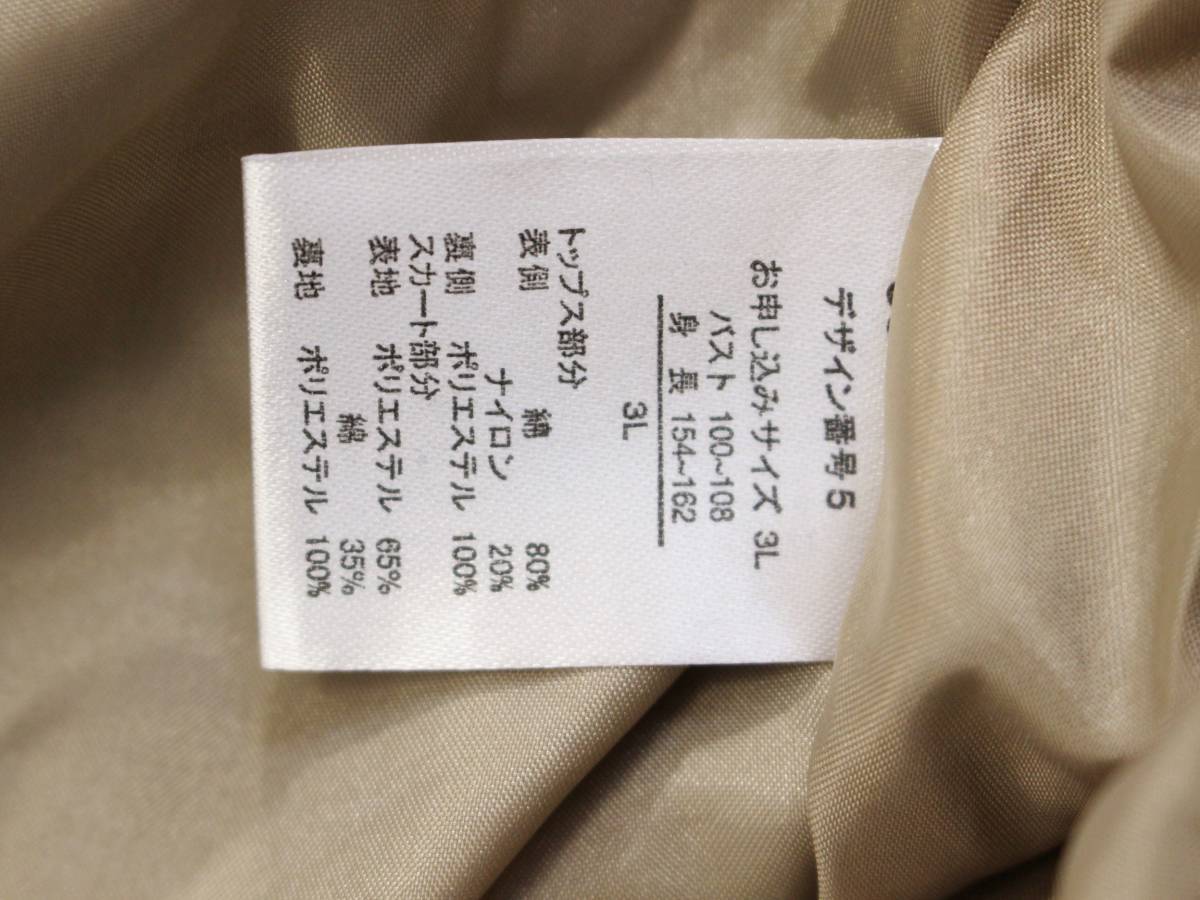 デザイン番号5
お申し込みサイズ 3L
バスト 100~108
身 長 154~162
3L
トップス部分
表側 綿 80%
ナイロン 20%
裏側 ポリエステル 100%
スカート部分
表地 ポリエステル 65%
綿 35%
裏地 ポリエステル 100%